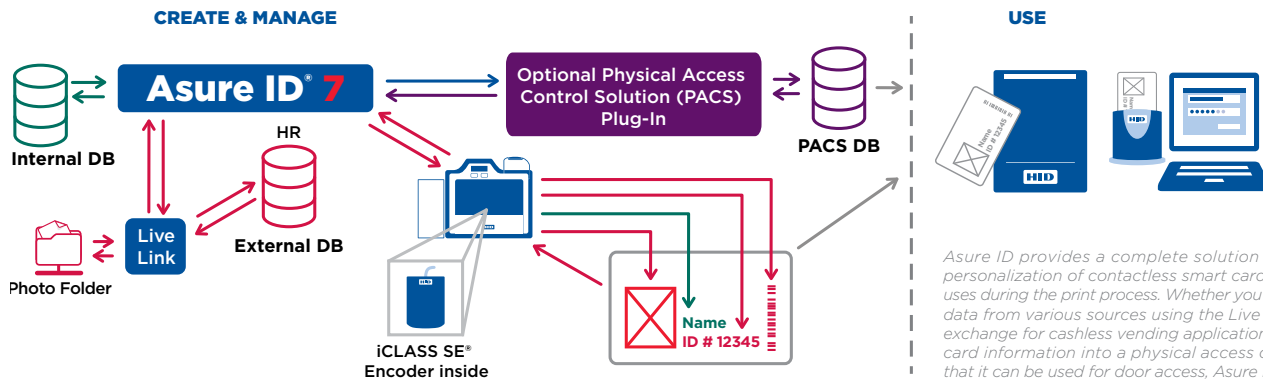 CREATE & MANAGE
USE
Asure ID® 7
Optional Physical Access
Control Solution (PACS)
Plug-In
Internal DB
HR
External DB
PACS DB
Live
Link
Photo Folder
iCLASS SE®
Encoder inside
Name
ID # 12345
Name
ID # 12345
HID
HID
Asure ID provides a complete solution
personalization of contactless smart card
uses during the print process. Whether you
data from various sources using the Live
exchange for cashless vending application
card information into a physical access
that it can be used for door access, Asure